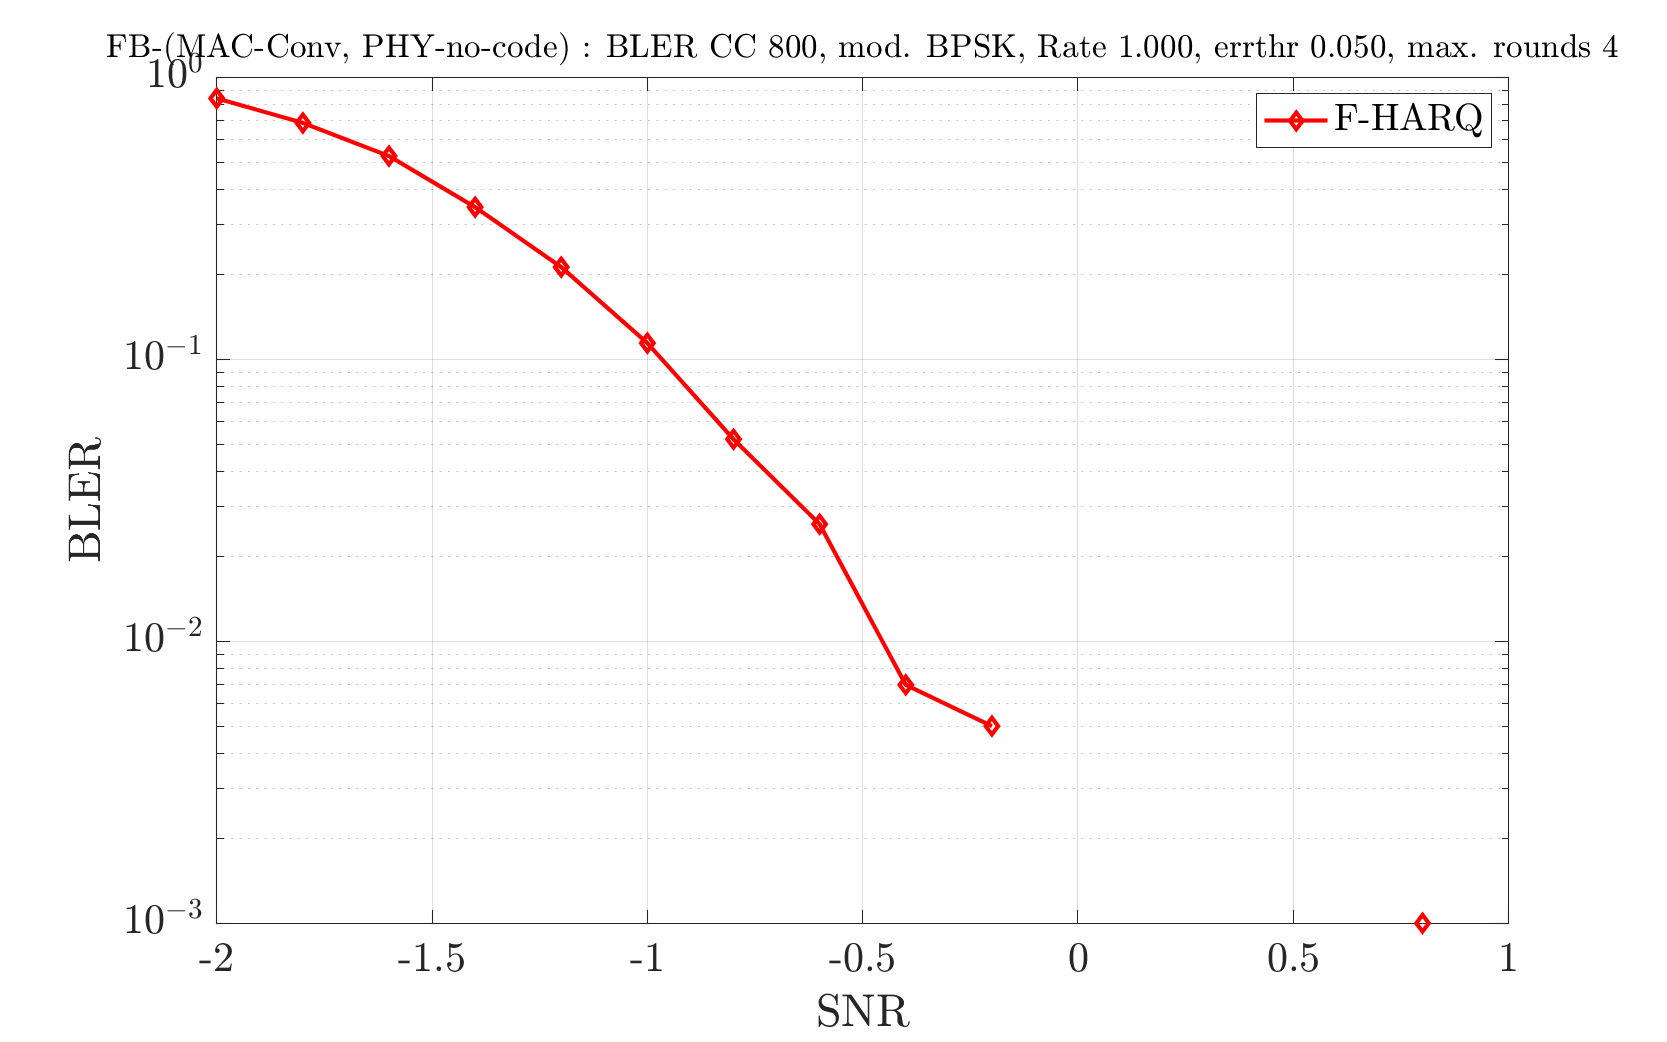 FB-(MAC-Conv, PHY-no-code) : BLER CC 800, mod. BPSK, Rate 1.000, errthr 0.050, max. rounds 4
10⁰
F-HARQ
10⁻¹
BLER
10⁻²
10⁻³
-2 -1.5 -1 -0.5 0 0.5 1
SNR